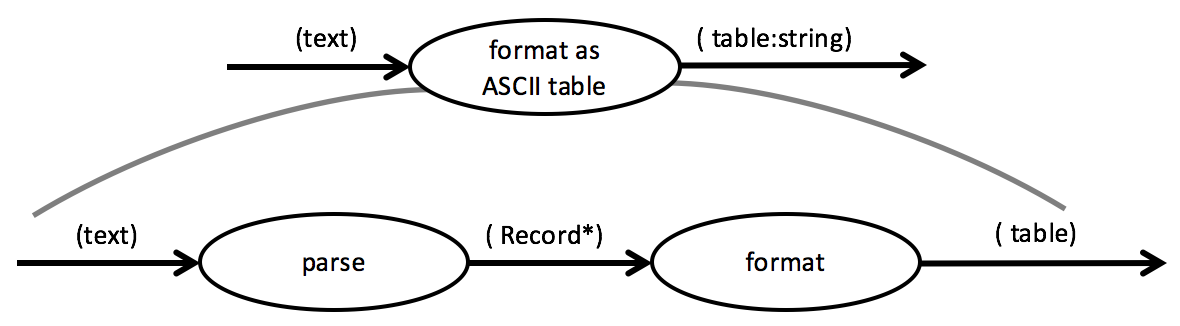 (text)
format as
ASCII table
( table:string)
(text)
parse
( Record*)
format
( table)